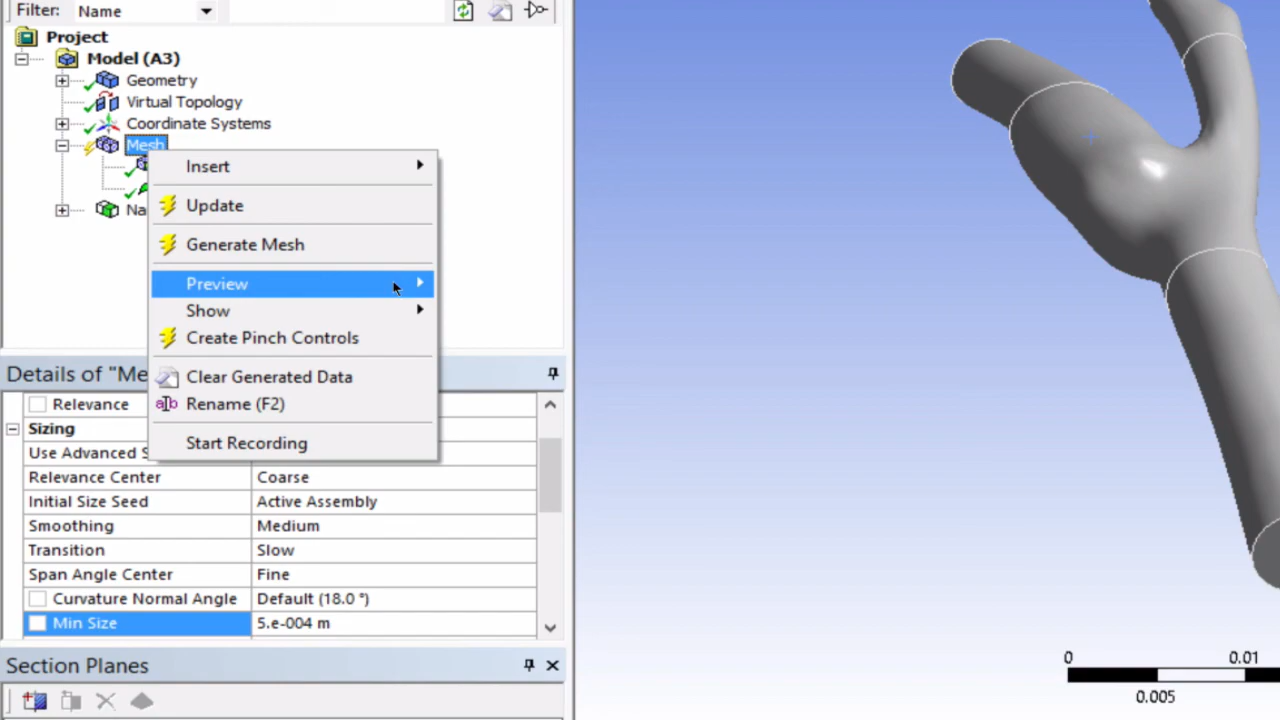 Filter: Name
Project
Model (A3)
Geometry
Virtual Topology
Coordinate Systems
Mesh
Na
Insert
Update
Generate Mesh
Preview
Show
Create Pinch Controls
Clear Generated Data
Rename (F2)
Start Recording
Details of "Me
Relevance
Sizing
Use Advanced S
Relevance Center Coarse
Initial Size Seed Active Assembly
Smoothing Medium
Transition Slow
Span Angle Center Fine
Curvature Normal Angle Default (18.0 °)
Min Size 5.e-004 m
Section Planes
0 0.01
0.005